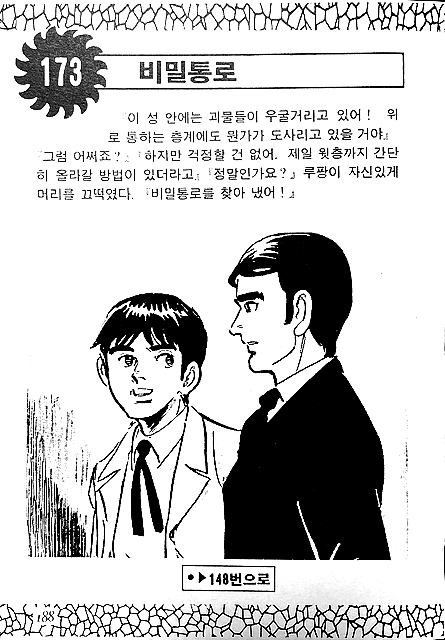 173 비밀통로
『이 성 안에는 괴물들이 우굴거리고 있어! 위
로 통하는 층계에도 뭔가가 도사리고 있을 거야』
『그럼 어쩌죠?』『하지만 걱정할 건 없어. 제일 윗층까지 간단
히 올라갈 방법이 있더라고』『정말인가요?』 루팡이 자신있게
머리를 끄떡였다. 『비밀통로를 찾아 냈어!』
●▶148번으로
188